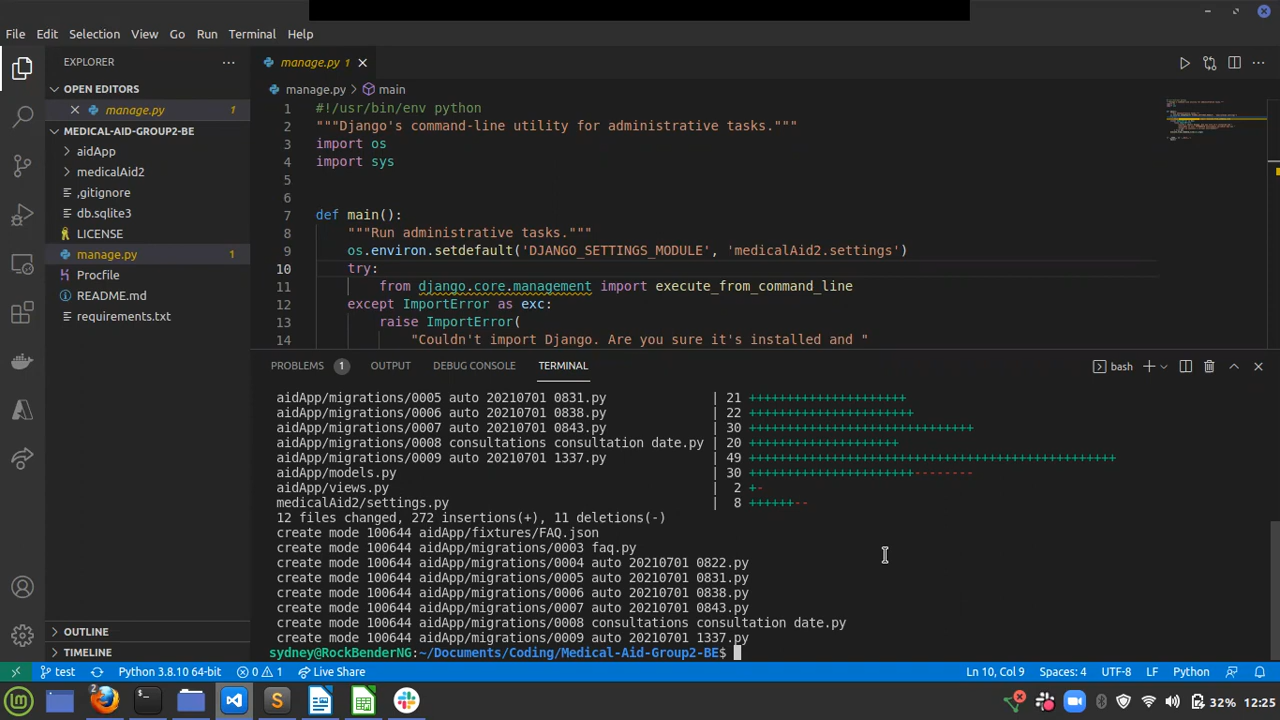 File Edit Selection View Go Run Terminal Help
EXPLORER
OPEN EDITORS
manage.py 1
MEDICAL-AID-GROUP2-BE
aidApp
medicalAid2
.gitignore
db.sqlite3
LICENSE
manage.py 1
Procfile
README.md
requirements.txt
OUTLINE
TIMELINE
manage.py 1
manage.py > main
1 #!/usr/bin/env python
2 """Django's command-line utility for administrative tasks."""
3 import os
4 import sys
5
6
7 def main():
8 """Run administrative tasks."""
9 os.environ.setdefault('DJANGO_SETTINGS_MODULE', 'medicalAid2.settings')
10 try:
11 from django.core.management import execute_from_command_line
12 except ImportError as exc:
13 raise ImportError(
14 "Couldn't import Django. Are you sure it's installed and "
PROBLEMS 1 OUTPUT DEBUG CONSOLE TERMINAL bash
aidApp/migrations/0005 auto 20210701 0831.py | 21 +++++++++++++++++++++
aidApp/migrations/0006 auto 20210701 0838.py | 22 ++++++++++++++++++++++
aidApp/migrations/0007 auto 20210701 0843.py | 30 ++++++++++++++++++++++++++++++
aidApp/migrations/0008 consultations consultation date.py | 20 ++++++++++++++++++++
aidApp/migrations/0009 auto 20210701 1337.py | 49 +++++++++++++++++++++++++++++++++++++++++++++++++
aidApp/models.py | 30 ++++++++++++++++++++++--------
aidApp/views.py | 2 +-
medicalAid2/settings.py | 8 ++++++--
12 files changed, 272 insertions(+), 11 deletions(-)
create mode 100644 aidApp/fixtures/FAQ.json
create mode 100644 aidApp/migrations/0003 faq.py
create mode 100644 aidApp/migrations/0004 auto 20210701 0822.py
create mode 100644 aidApp/migrations/0005 auto 20210701 0831.py
create mode 100644 aidApp/migrations/0006 auto 20210701 0838.py
create mode 100644 aidApp/migrations/0007 auto 20210701 0843.py
create mode 100644 aidApp/migrations/0008 consultations consultation date.py
create mode 100644 aidApp/migrations/0009 auto 20210701 1337.py
sydney@RockBenderNG:~/Documents/Coding/Medical-Aid-Group2-BE$
test Python 3.8.10 64-bit 0 1 Live Share Ln 10, Col 9 Spaces: 4 UTF-8 LF Python
2 32% 12:25